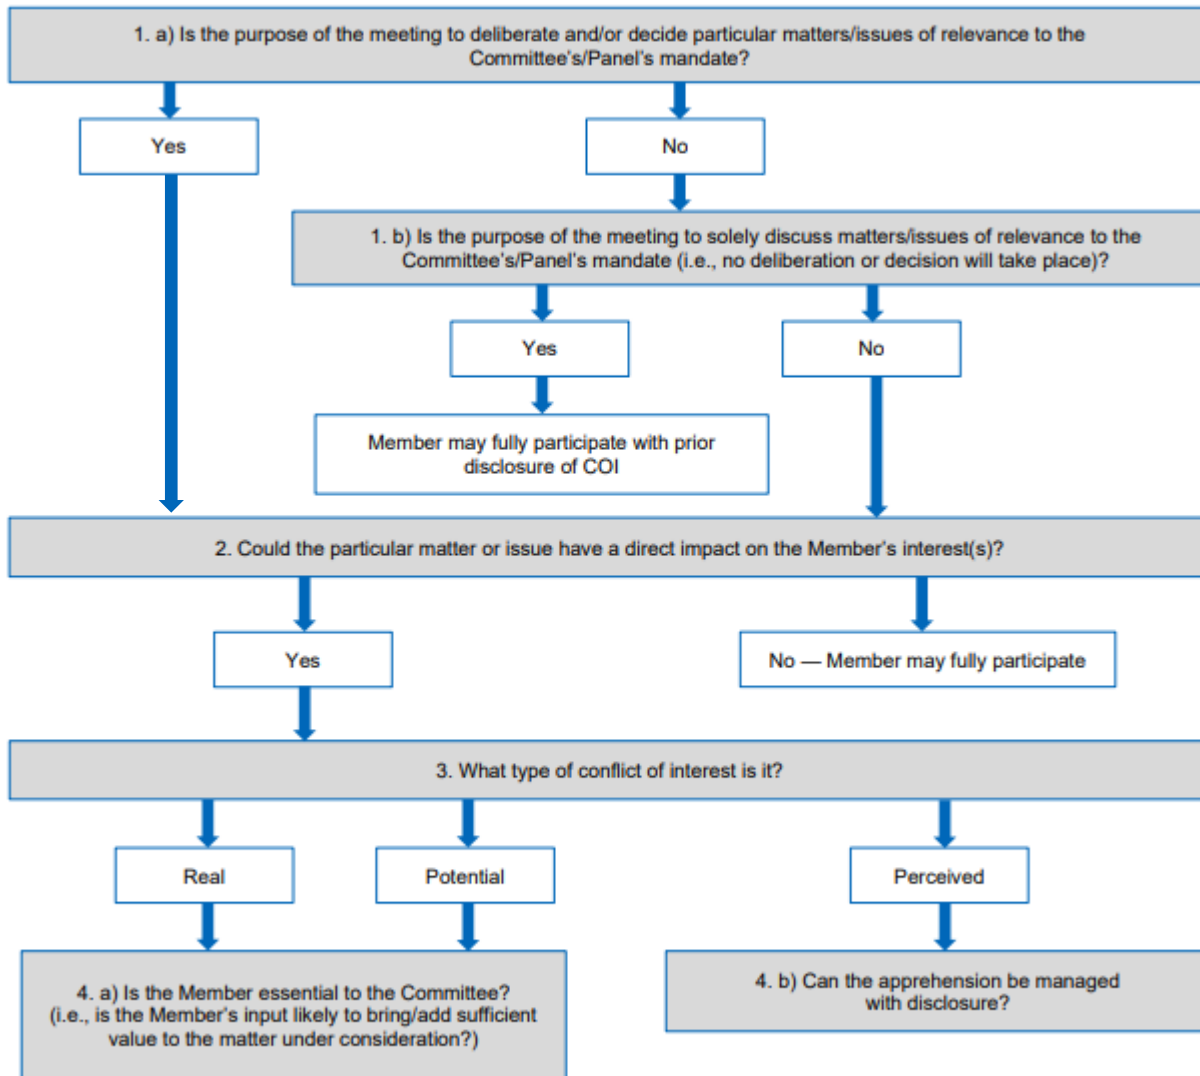 1. a) Is the purpose of the meeting to deliberate and/or decide particular matters/issues of relevance to the
Committee's/Panel's mandate?
Yes
No
1. b) Is the purpose of the meeting to solely discuss matters/issues of relevance to the
Committee's/Panel's mandate (i.e., no deliberation or decision will take place)?
Yes
No
Member may fully participate with prior
disclosure of COI
2. Could the particular matter or issue have a direct impact on the Member's interest(s)?
Yes
No — Member may fully participate
3. What type of conflict of interest is it?
Real
Potential
Perceived
4. a) Is the Member essential to the Committee?
(i.e., is the Member's input likely to bring/add sufficient
value to the matter under consideration?)
4. b) Can the apprehension be managed
with disclosure?